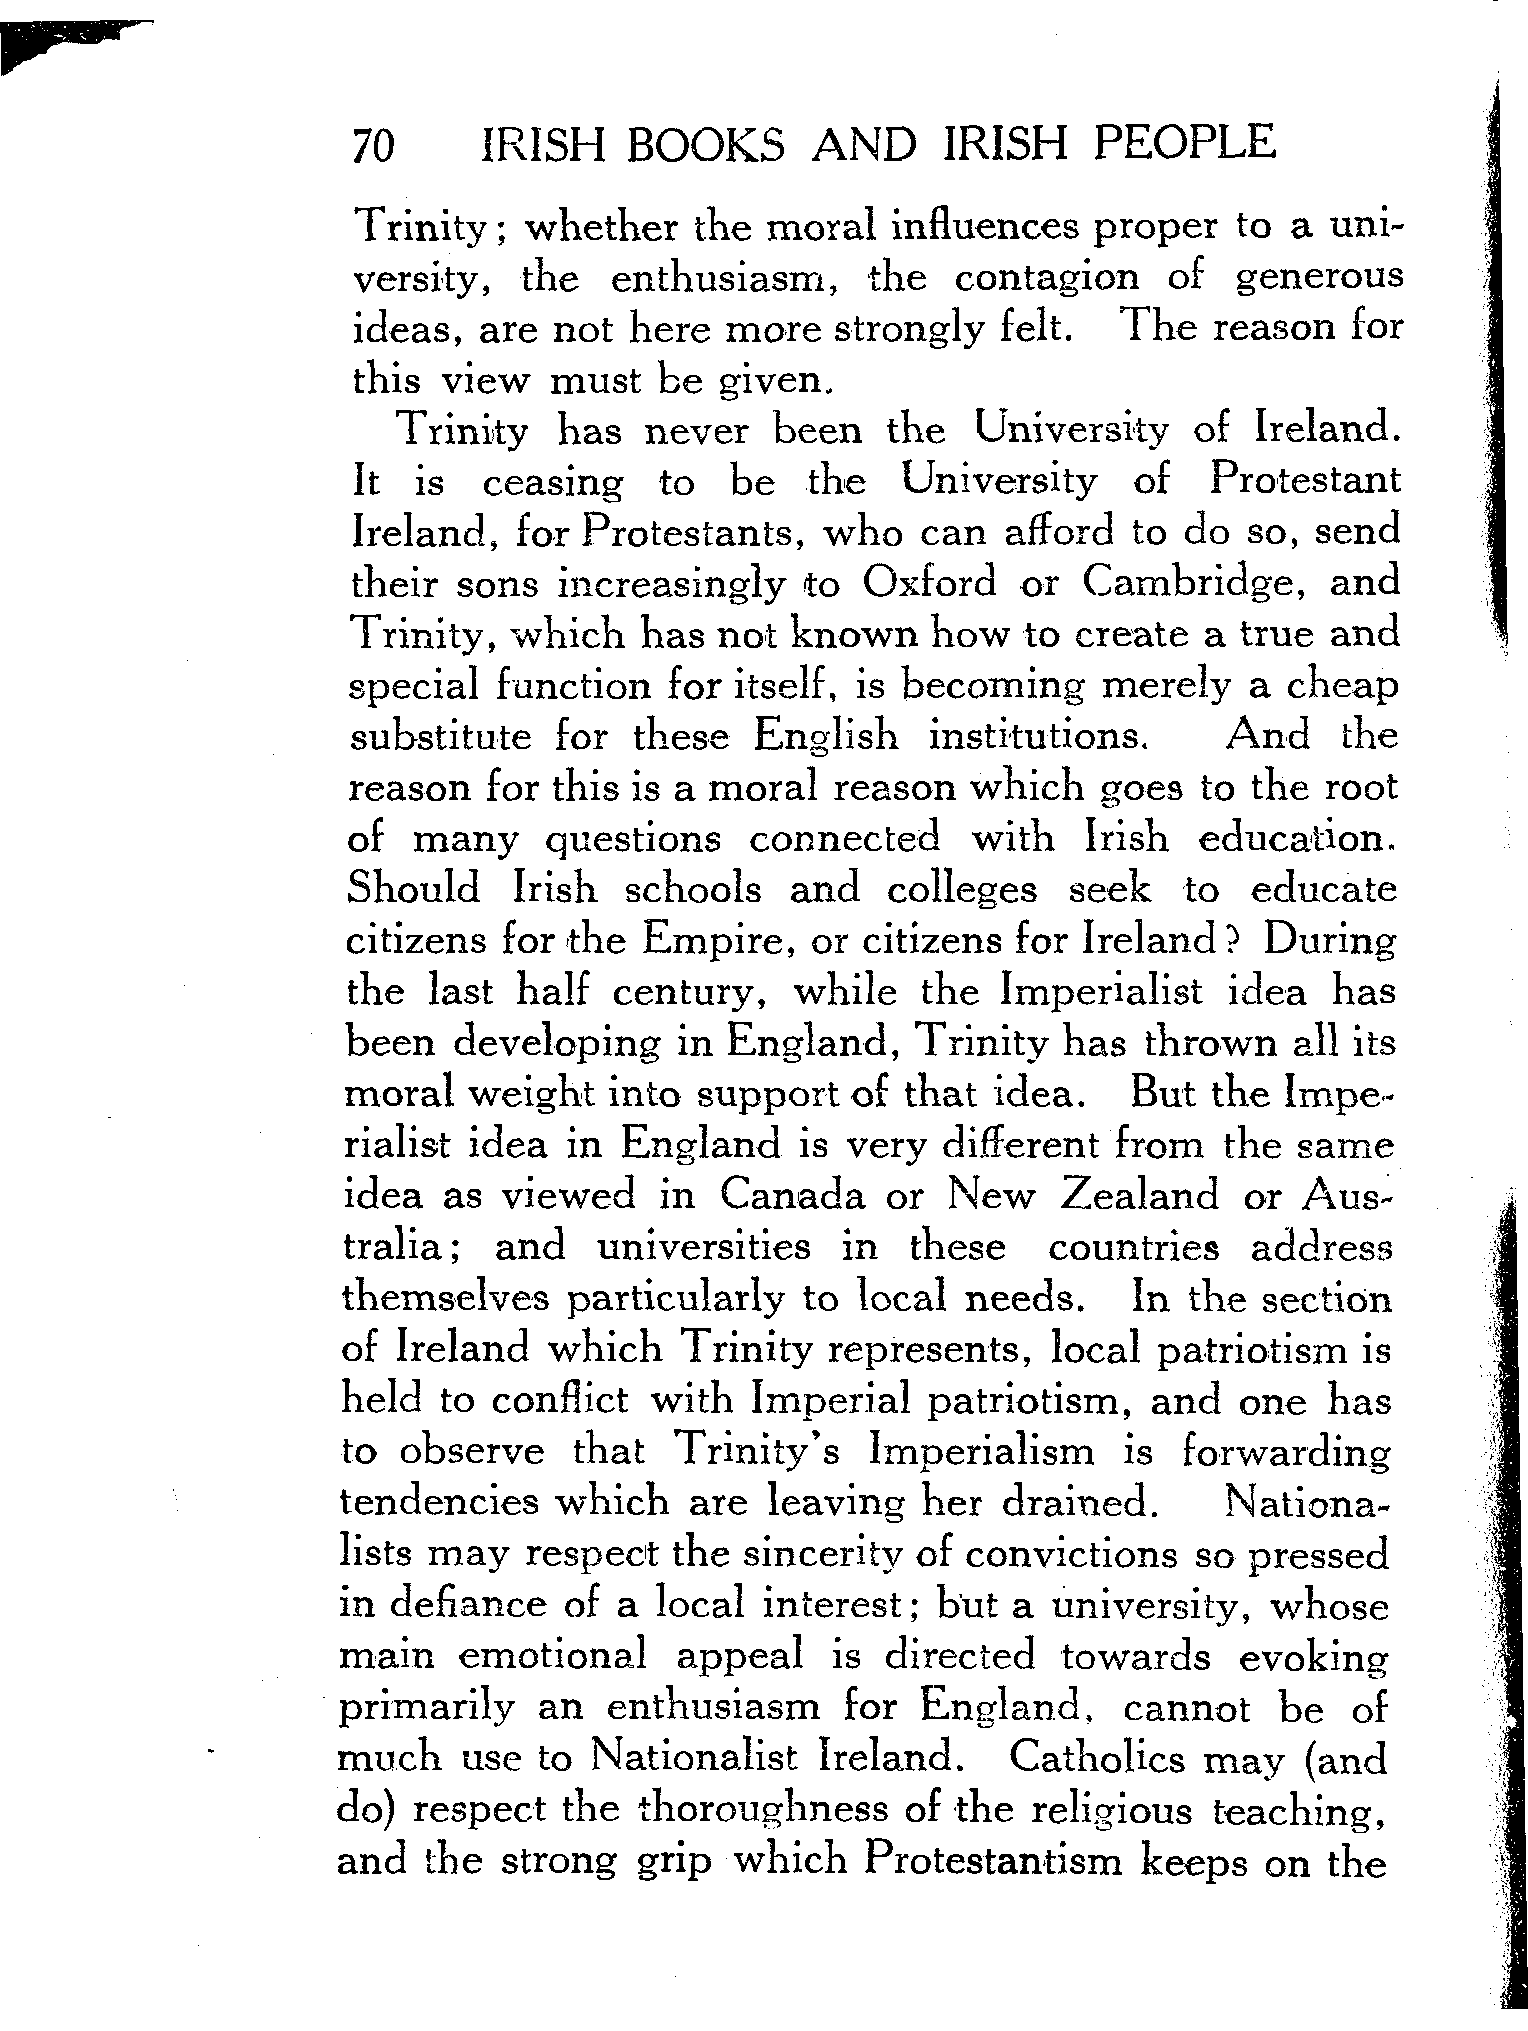 70 IRISH BOOKS AND IRISH PEOPLE
Trinity; whether the moral influences proper to a uni-
versity, the enthusiasm, the contagion of generous
ideas, are not here more strongly felt. The reason for
this view must be given.
Trinity has never been the University of Ireland.
It is ceasing to be the University of Protestant
Ireland, for Protestants, who can afford to do so, send
their sons increasingly to Oxford or Cambridge, and
Trinity, which has not known how to create a true and
special function for itself, is becoming merely a cheap
substitute for these English institutions. And the
reason for this is a moral reason which goes to the root
of many questions connected with Irish education.
Should Irish schools and colleges seek to educate
citizens for the Empire, or citizens for Ireland? During
the last half century, while the Imperialist idea has
been developing in England, Trinity has thrown all its
moral weight into support of that idea. But the Impe-
rialist idea in England is very different from the same
idea as viewed in Canada or New Zealand or Aus-
tralia; and universities in these countries address
themselves particularly to local needs. In the section
of Ireland which Trinity represents, local patriotism is
held to conflict with Imperial patriotism, and one has
to observe that Trinity's Imperialism is forwarding
tendencies which are leaving her drained. Nationa-
lists may respect the sincerity of convictions so pressed
in defiance of a local interest; but a university, whose
main emotional appeal is directed towards evoking
primarily an enthusiasm for England, cannot be of
much use to Nationalist Ireland. Catholics may (and
do) respect the thoroughness of the religious teaching,
and the strong grip which Protestantism keeps on the